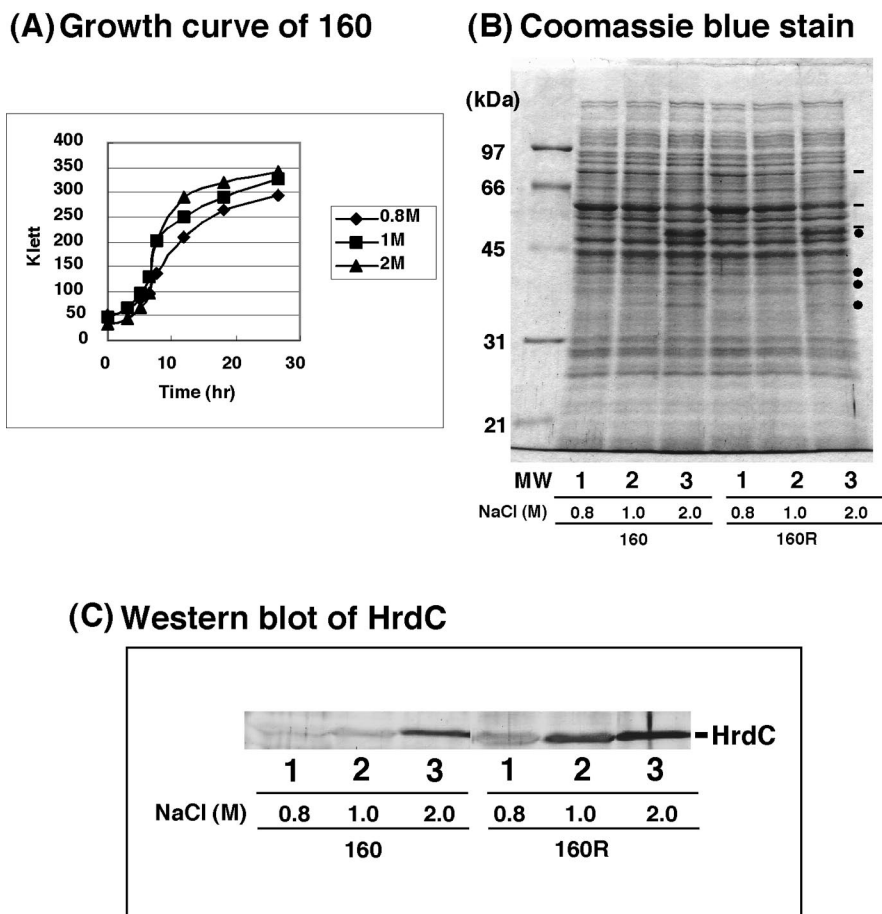 (A) Growth curve of 160
400
350
300
250
200
150
100
50
0
Klett
0 10 20 30
Time (hr)
0.8M
1M
2M
(B) Coomassie blue stain
(kDa)
97
66
45
31
21
MW 1 2 3 1 2 3
NaCl (M) 0.8 1.0 2.0 0.8 1.0 2.0
160 160R
(C) Western blot of HrdC
HrdC
1 2 3 1 2 3
NaCl (M) 0.8 1.0 2.0 0.8 1.0 2.0
160 160R